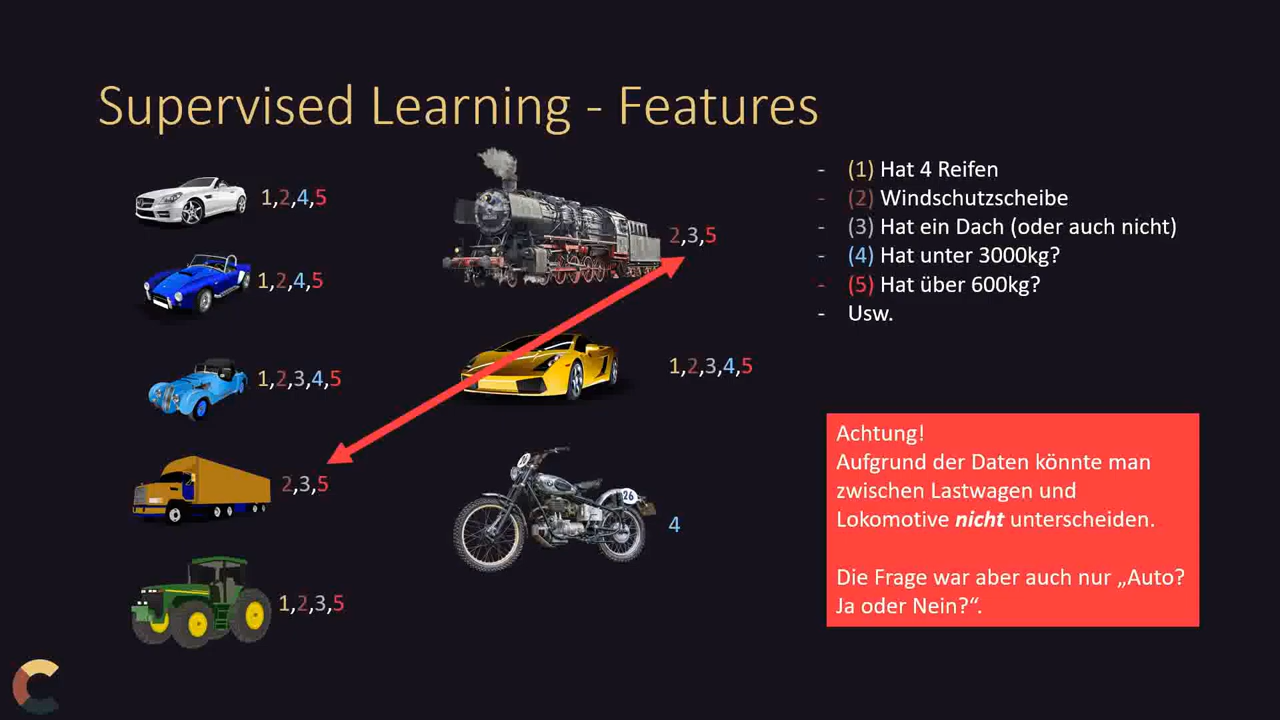 Supervised Learning - Features
1,2,4,5
1,2,4,5
1,2,3,4,5
2,3,5
1,2,3,5
2,3,5
1,2,3,4,5
26
4
- (1) Hat 4 Reifen
- (2) Windschutzscheibe
- (3) Hat ein Dach (oder auch nicht)
- (4) Hat unter 3000kg?
- (5) Hat über 600kg?
- Usw.
Achtung!
Aufgrund der Daten könnte man
zwischen Lastwagen und
Lokomotive nicht unterscheiden.
Die Frage war aber auch nur „Auto?
Ja oder Nein?“.